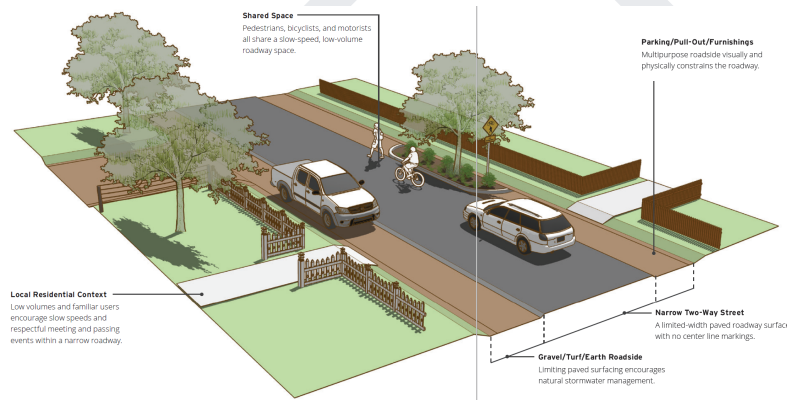 Shared Space
Pedestrians, bicyclists, and motorists
all share a slow-speed, low-volume
roadway space.
Parking/Pull-Out/Furnishings
Multipurpose roadside visually and
physically constrains the roadway.
Local Residential Context
Low volumes and familiar users
encourage slow speeds and
respectful meeting and passing
events within a narrow roadway.
Narrow Two-Way Street
A limited-width paved roadway surface
with no center line markings.
Gravel/Turf/Earth Roadside
Limiting paved surfacing encourages
natural stormwater management.